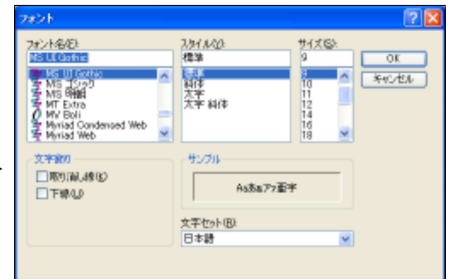 フォント
フォント名(F):
MS UI Gothic
MS UI Gothic
MS ゴシック
MS 明朝
MT Extra
MV Boli
Myriad Condensed Web
Myriad Web
スタイル(Y):
標準
標準
斜体
太字
太字 斜体
サイズ(S):
9
9
10
11
12
14
16
18
OK
キャンセル
文字飾り
取り消し線(K)
下線(U)
サンプル
Aaあぁアァ亜宇
文字セット(R):
日本語